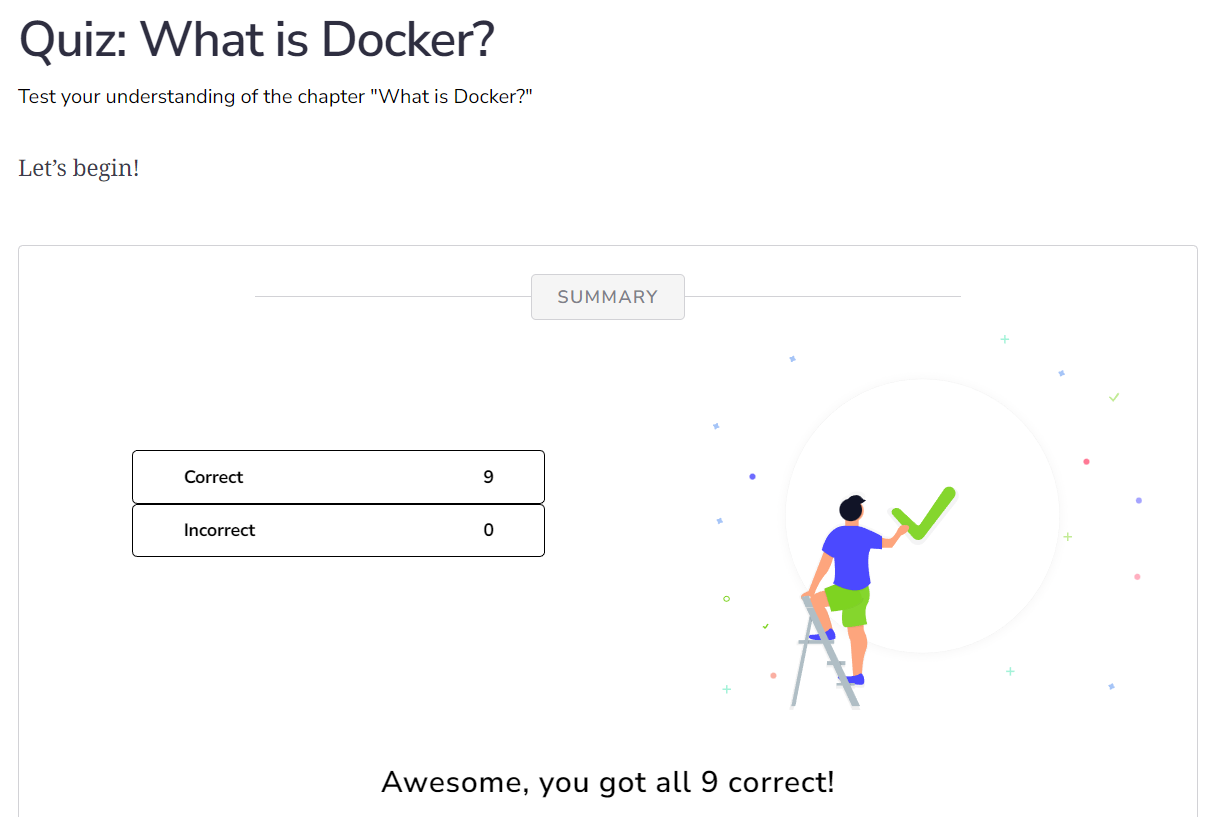 Quiz: What is Docker?
Test your understanding of the chapter "What is Docker?"
Let’s begin!
SUMMARY
Correct 9
Incorrect 0
Awesome, you got all 9 correct!